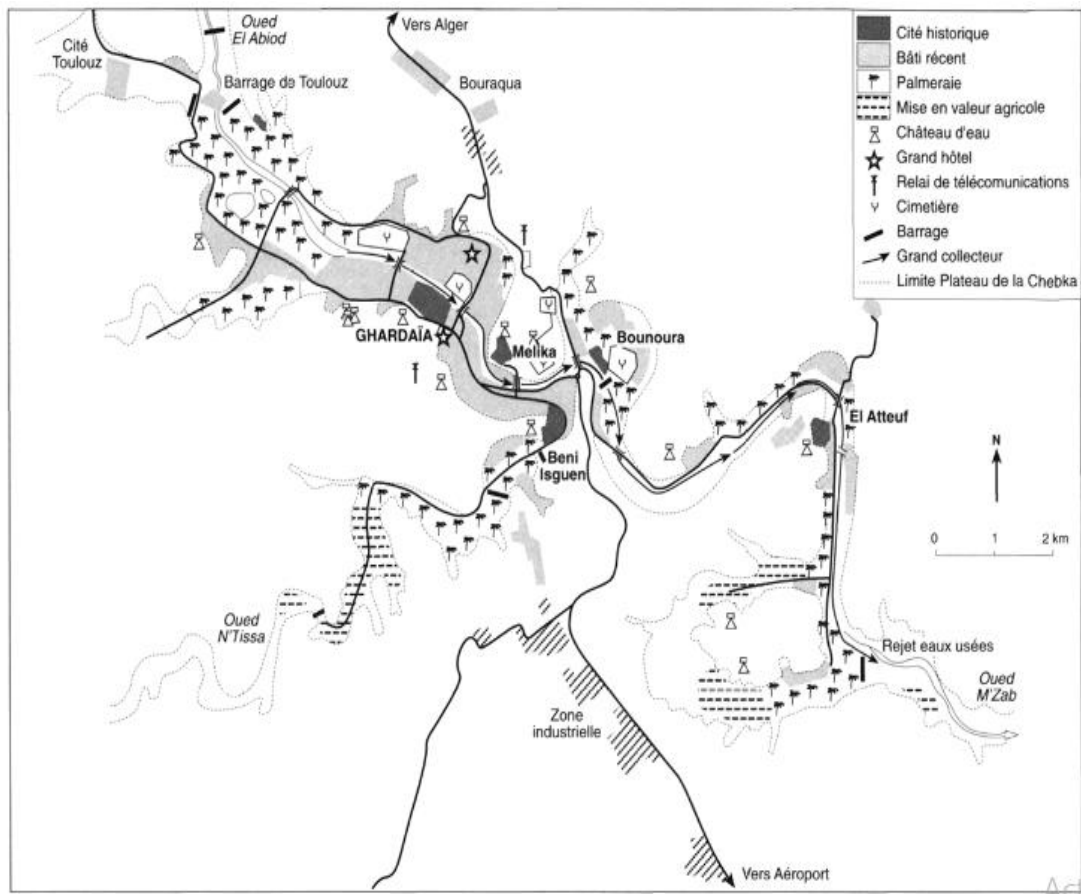 Vers Alger
Oued
El Abiod
Cité
Toulouz
Barrage de Toulouz
Bouraqua
Cité historique
Bâti récent
Palmeraie
Mise en valeur agricole
Château d'eau
Grand hôtel
Relai de télécomunications
Cimetière
Barrage
Grand collecteur
Limite Plateau de la Chebka
GHARDAÏA
Melika
Bounoura
El Atteuf
Beni
Isguen
N
0 1 2 km
Oued
N'Tissa
Rejet eaux usées
Oued
M'Zab
Zone
industrielle
Vers Aéroport